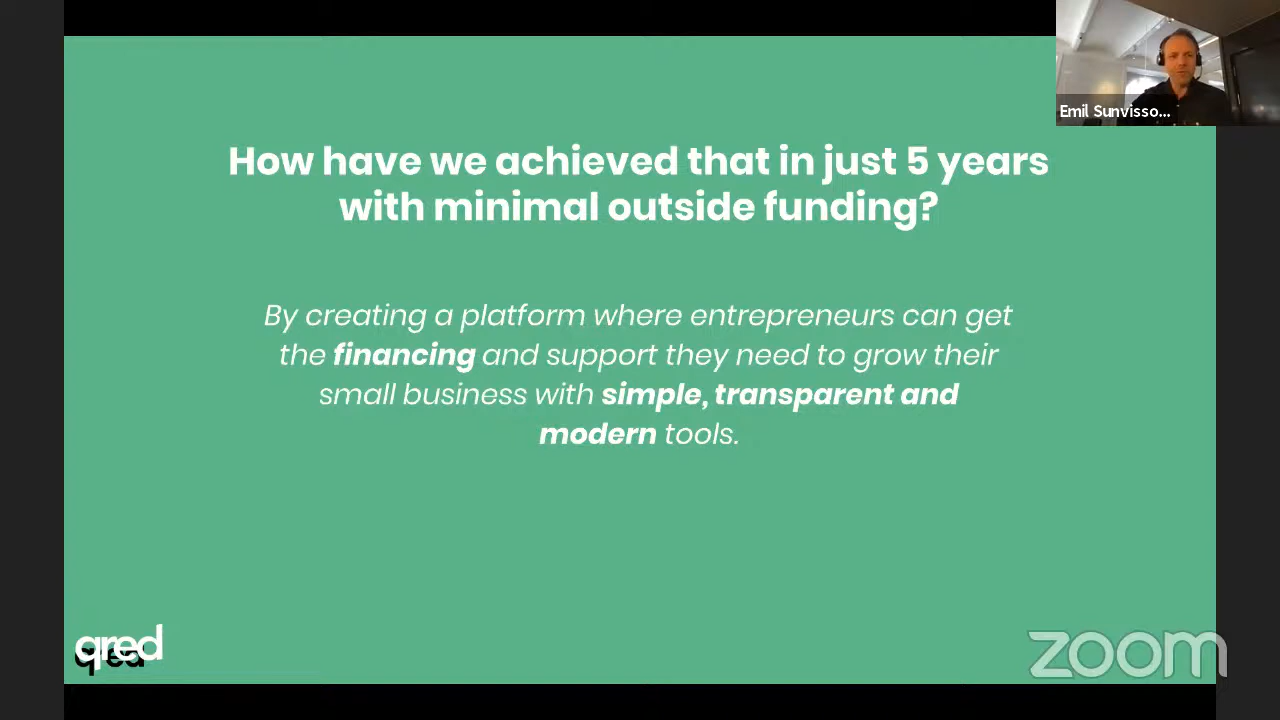 Emil Sunvisso...
How have we achieved that in just 5 years
with minimal outside funding?
By creating a platform where entrepreneurs can get
the financing and support they need to grow their
small business with simple, transparent and
modern tools.
qred
qred
zoom